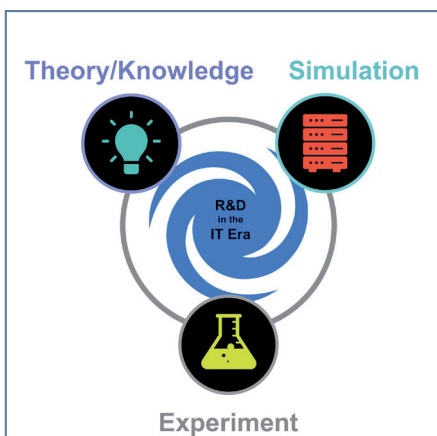 Theory/Knowledge Simulation
R&D
in the
IT Era
Experiment